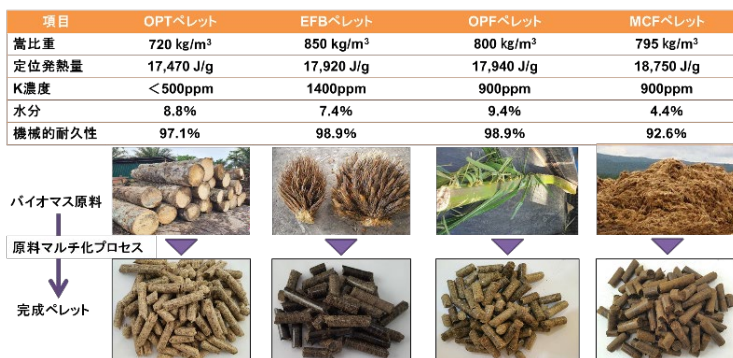 項目 OPTペレット EFBペレット OPFペレット MCFペレット
嵩比重 720 kg/m³ 850 kg/m³ 800 kg/m³ 795 kg/m³
定位発熱量 17,470 J/g 17,920 J/g 17,940 J/g 18,750 J/g
K濃度 ＜500ppm 1400ppm 900ppm 900ppm
水分 8.8% 7.4% 9.4% 4.4%
機械的耐久性 97.1% 98.9% 98.9% 92.6%
バイオマス原料
原料マルチ化プロセス
完成ペレット